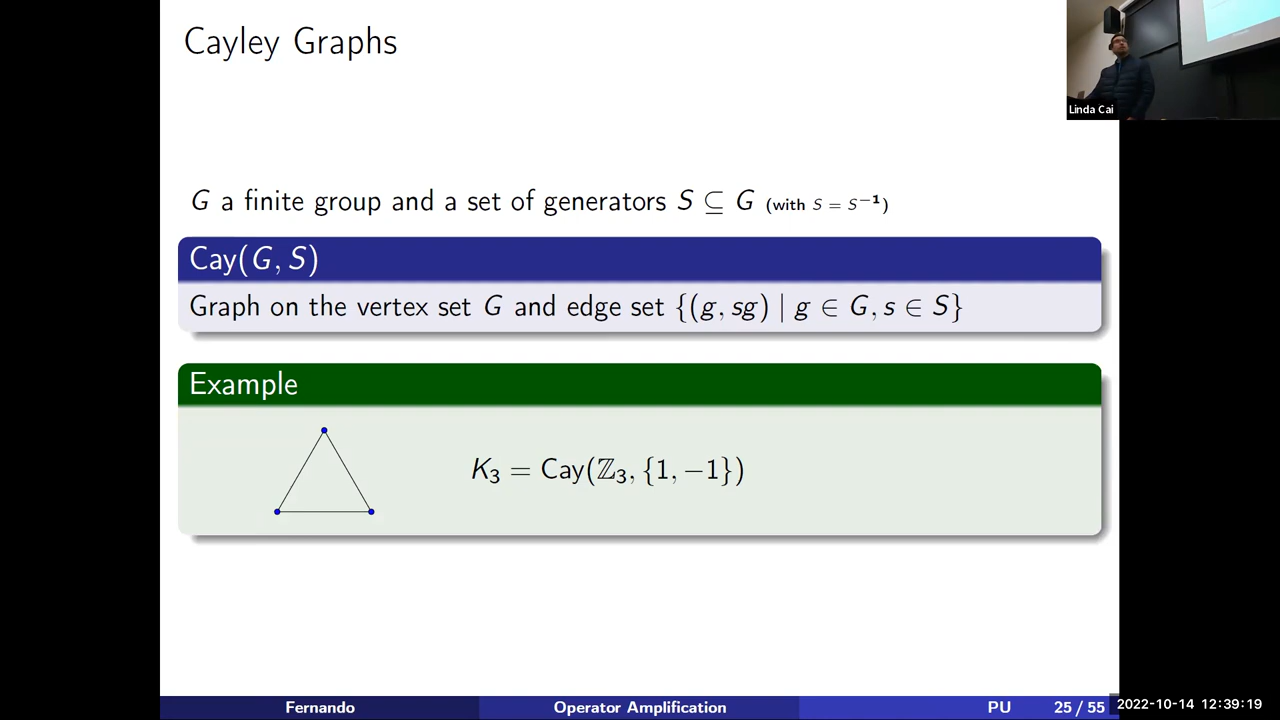 Cayley Graphs
Linda Cai
G a finite group and a set of generators S ⊆ G (with S = S⁻¹)
Cay(G, S)
Graph on the vertex set G and edge set {(g, sg) | g ∈ G, s ∈ S}
Example
K₃ = Cay(ℤ₃, {1, −1})
Fernando Operator Amplification PU 25 / 55 2022-10-14 12:39:19